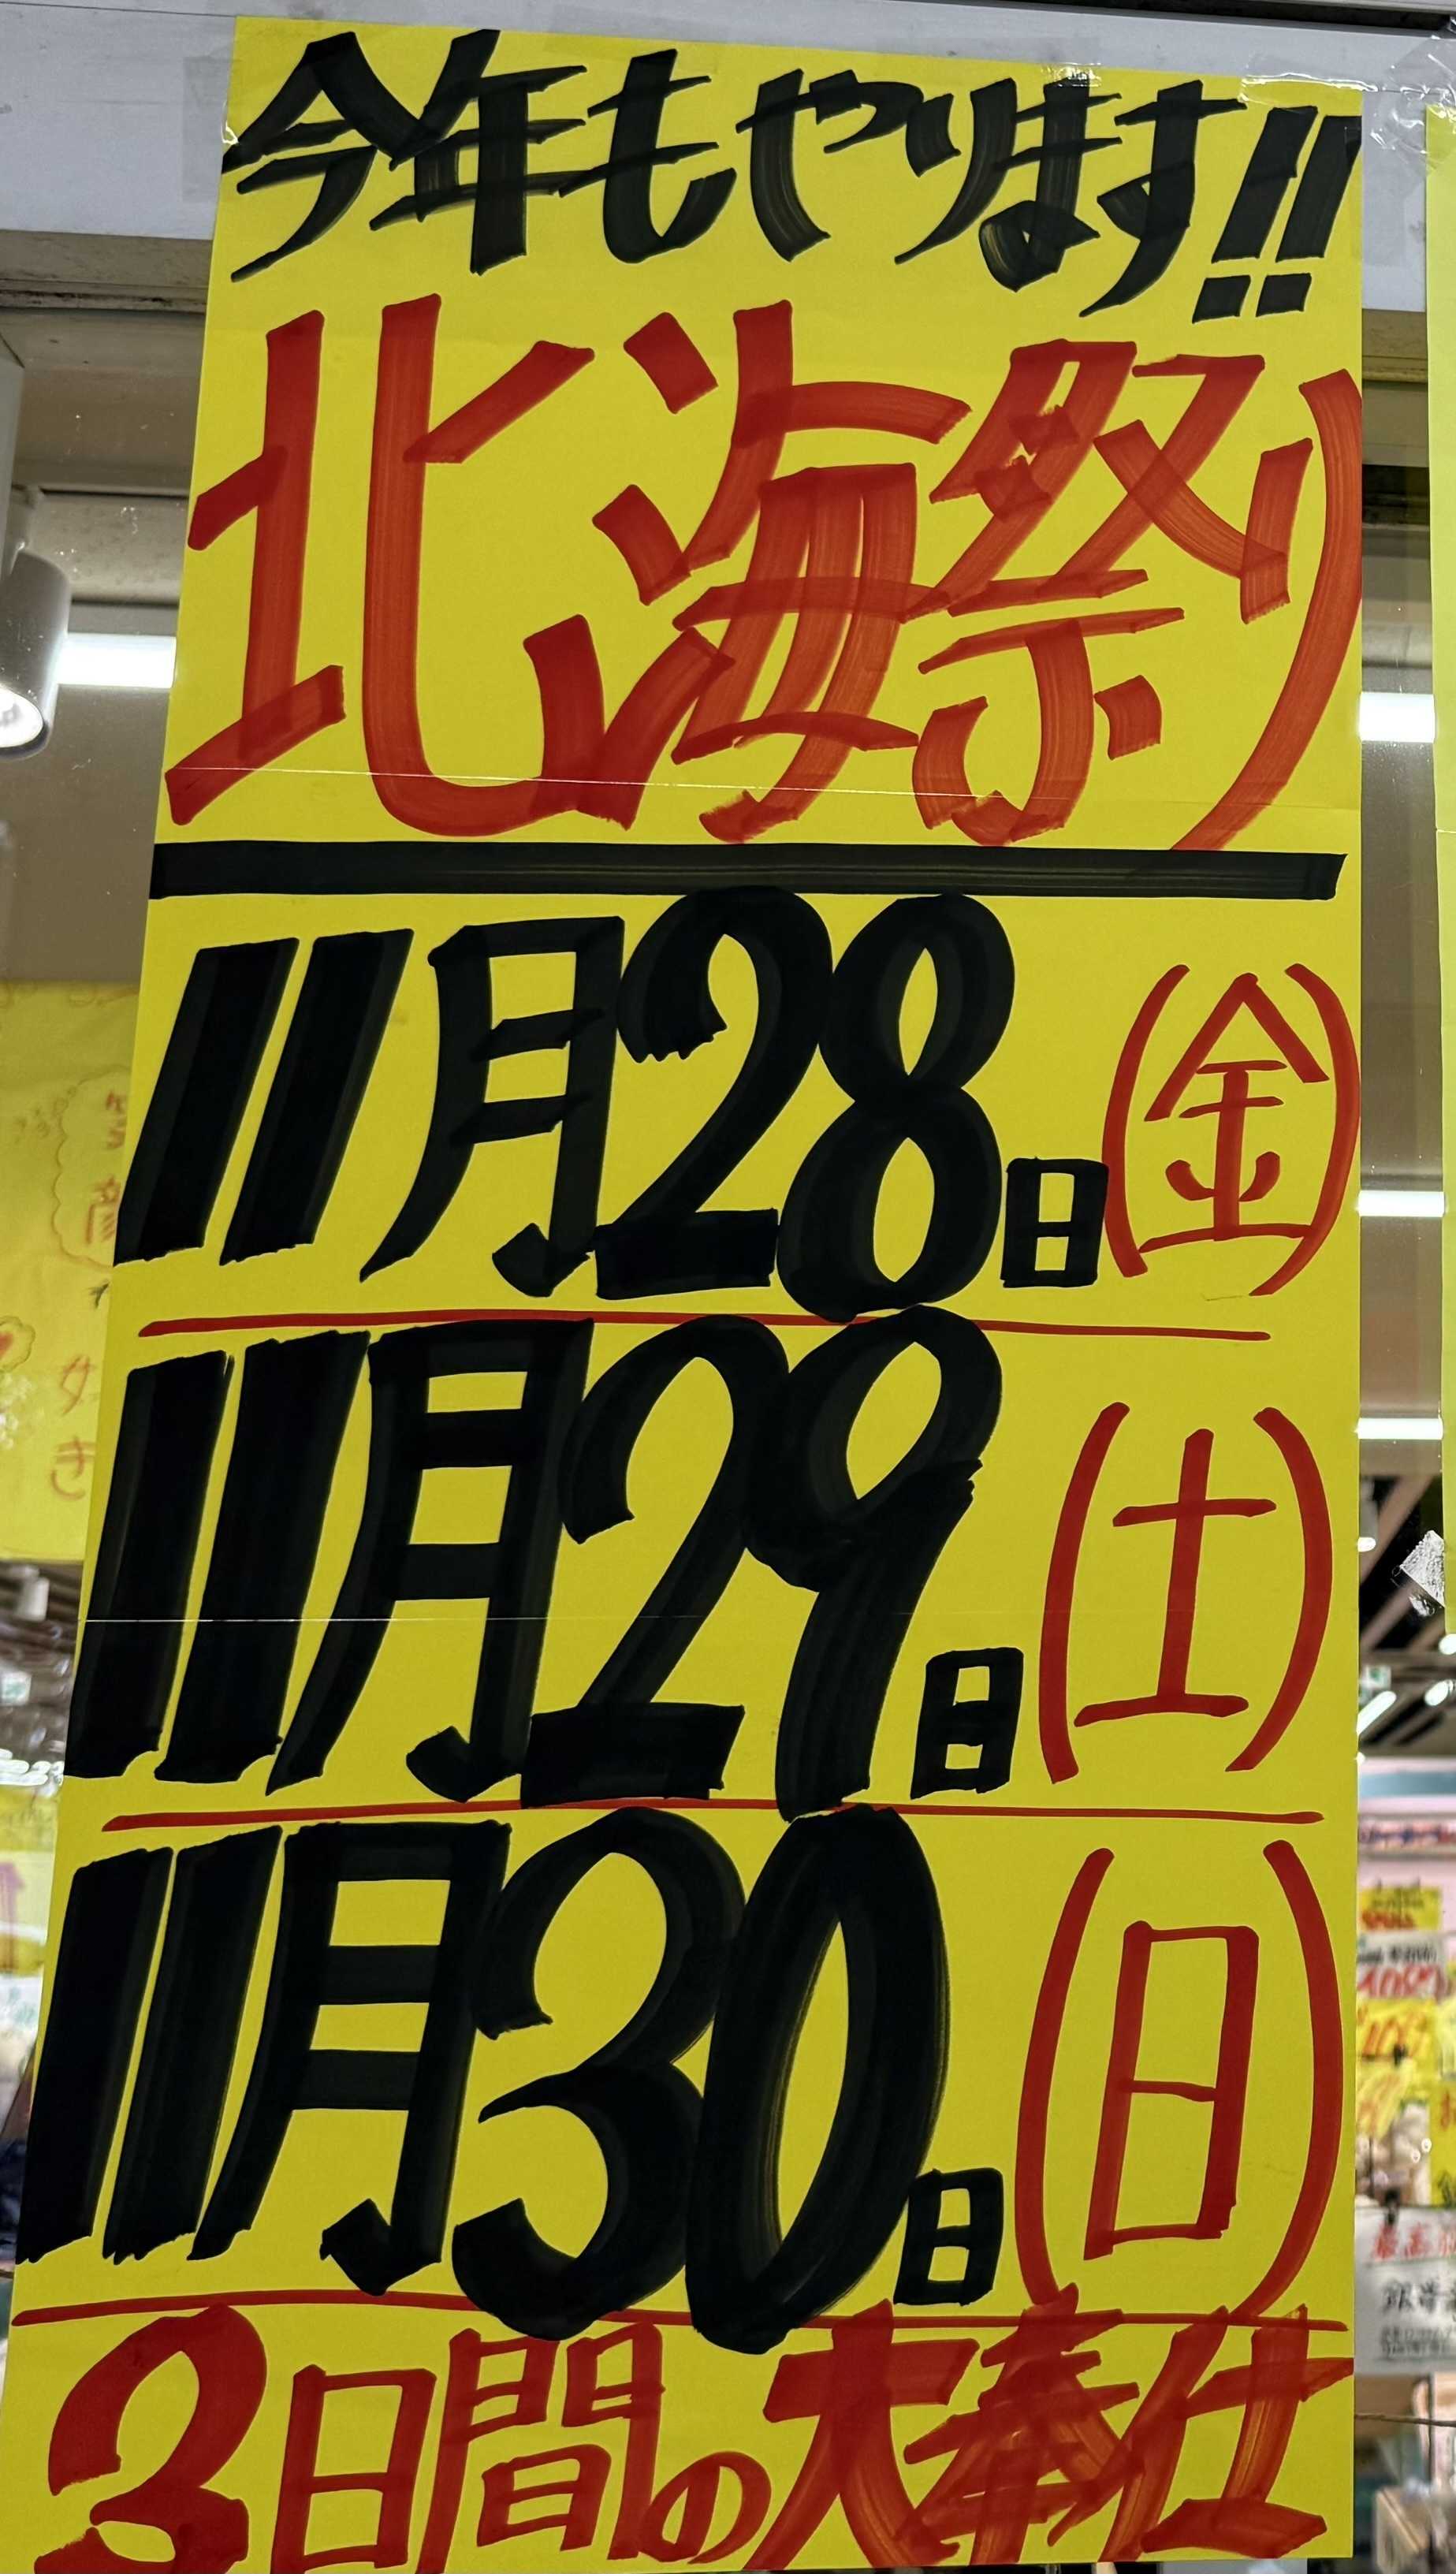 今年もやります!!
北海祭り
11月28日(金)
11月29日(土)
11月30日(日)
3日間の大奉仕